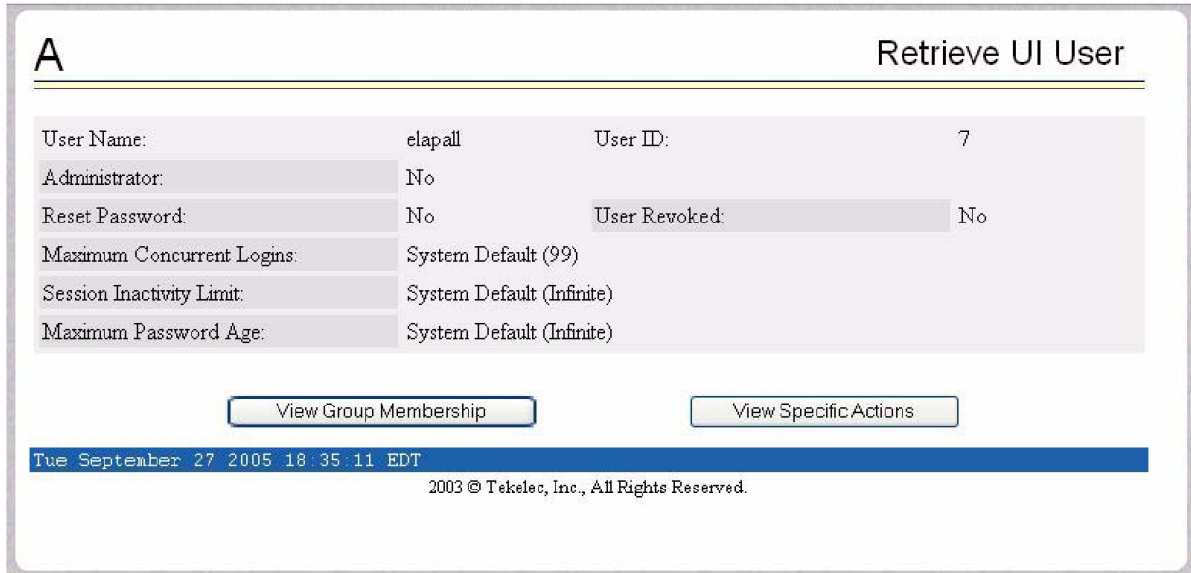 A Retrieve UI User
User Name: elapall User ID: 7
Administrator: No
Reset Password: No User Revoked: No
Maximum Concurrent Logins: System Default (99)
Session Inactivity Limit: System Default (Infinite)
Maximum Password Age: System Default (Infinite)
View Group Membership View Specific Actions
Tue September 27 2005 18:35:11 EDT
2003 © Tekelec, Inc., All Rights Reserved.